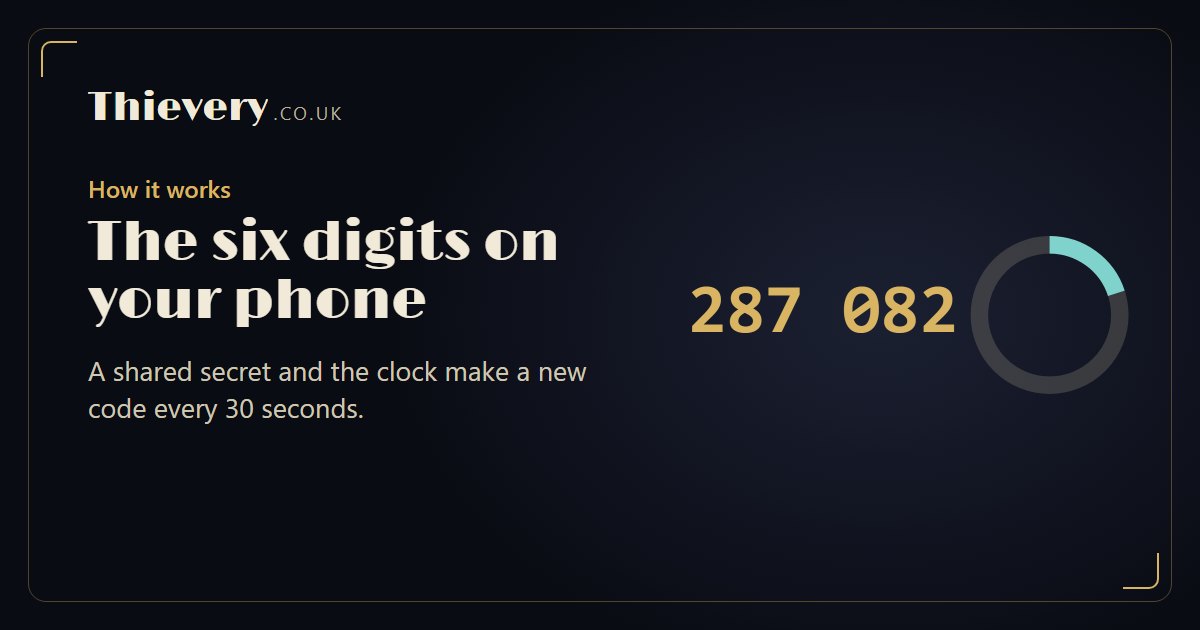 Thievery.CO.UK
How it works
The six digits on
your phone
287 082
A shared secret and the clock make a new
code every 30 seconds.